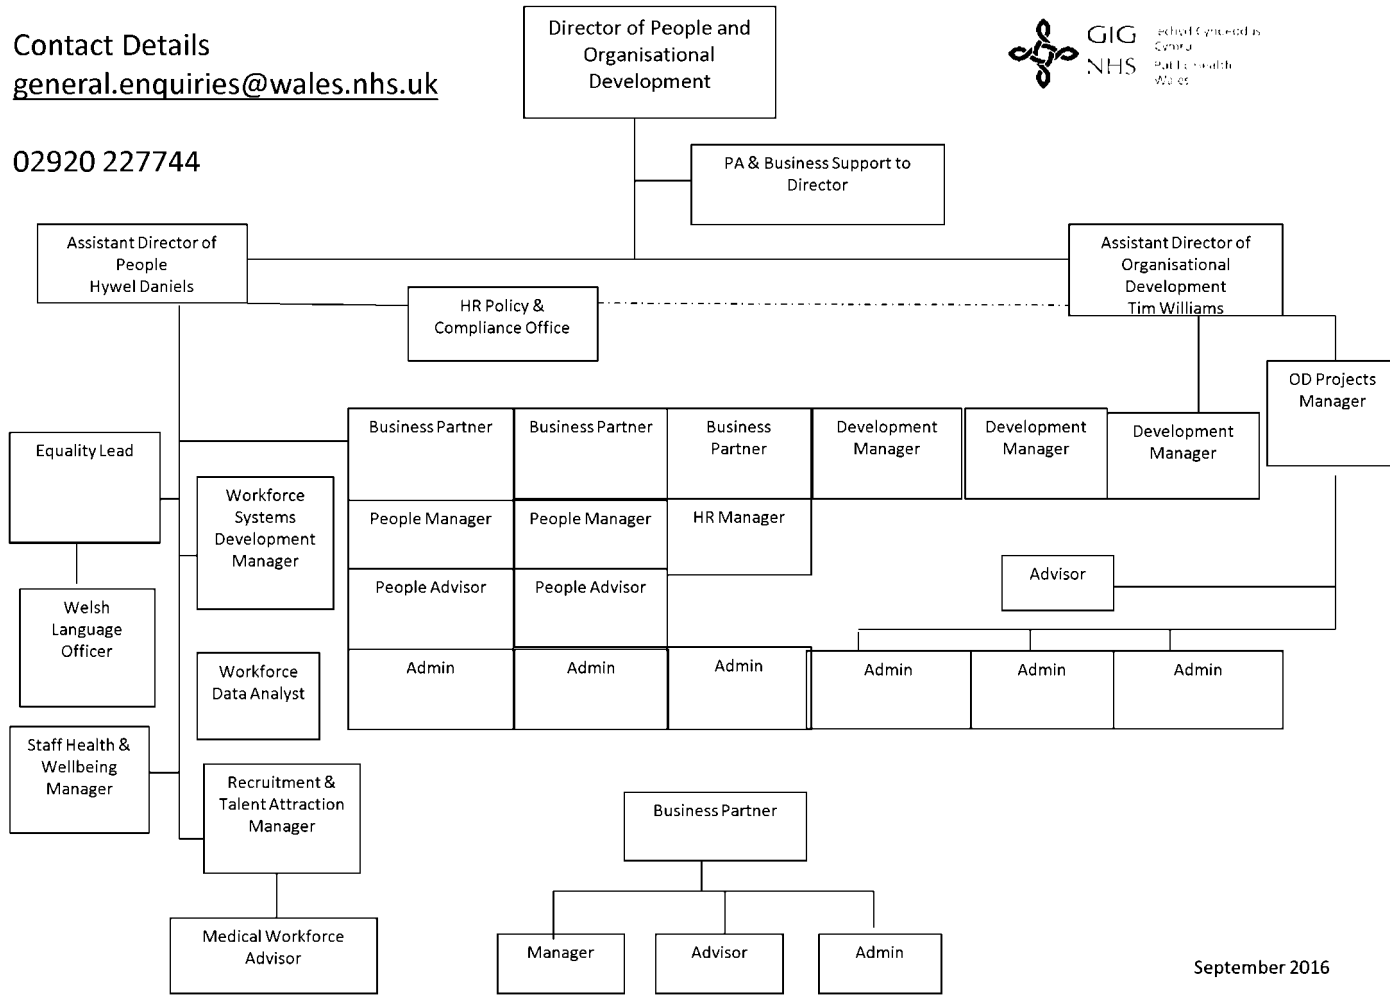 Contact Details
general.enquiries@wales.nhs.uk
02920 227744
Director of People and
Organisational
Development
GIG
NHS
Cymru
Wales
PA & Business Support to
Director
Assistant Director of
People
Hywel Daniels
Assistant Director of
Organisational
Development
Tim Williams
HR Policy &
Compliance Office
OD Projects
Manager
Equality Lead
Workforce
Systems
Development
Manager
Business Partner
Business Partner
Business
Partner
Development
Manager
Development
Manager
Development
Manager
People Manager
People Manager
HR Manager
People Advisor
People Advisor
Advisor
Welsh
Language
Officer
Workforce
Data Analyst
Admin
Admin
Admin
Admin
Admin
Admin
Staff Health &
Wellbeing
Manager
Recruitment &
Talent Attraction
Manager
Business Partner
Medical Workforce
Advisor
Manager
Advisor
Admin
September 2016